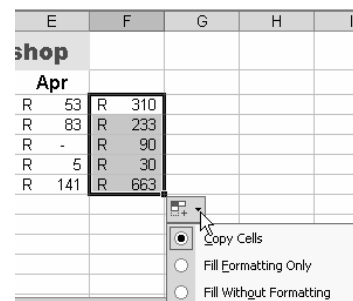 E F G H I
shop
Apr
R 53 R 310
R 83 R 233
R - R 90
R 5 R 30
R 141 R 663
Copy Cells
Fill Formatting Only
Fill Without Formatting